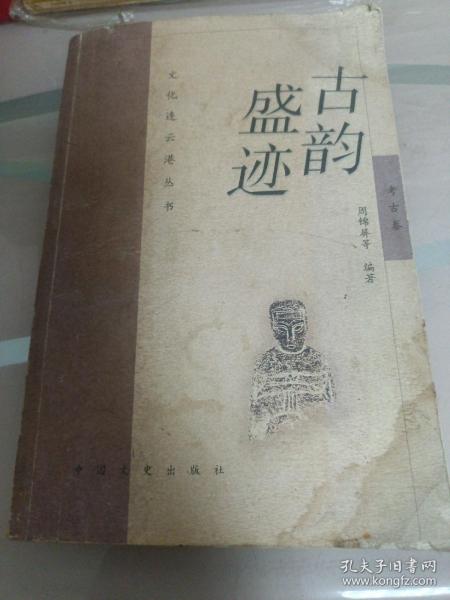 古韵
盛迹
文化连云港丛书
考古卷
周锦屏等 编著
中国文史出版社
孔夫子旧书网
www.kongfz.com